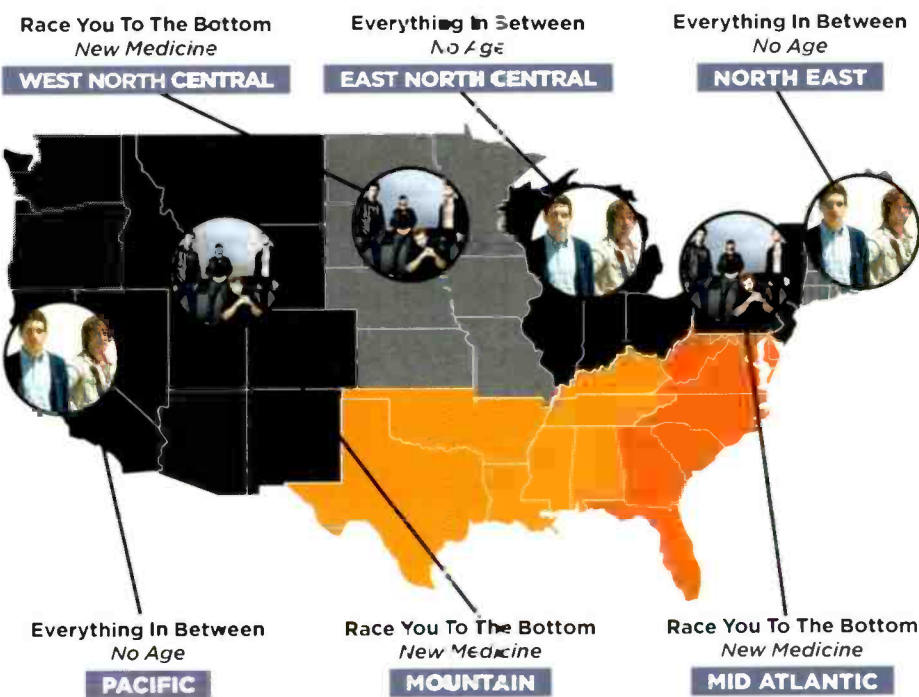 Race You To The Bottom
New Medicine
WEST NORTH CENTRAL
Everything In Between
No Age
EAST NORTH CENTRAL
Everything In Between
No Age
NORTH EAST
Everything In Between
No Age
PACIFIC
Race You To The Bottom
New Medicine
MOUNTAIN
Race You To The Bottom
New Medicine
MID ATLANTIC